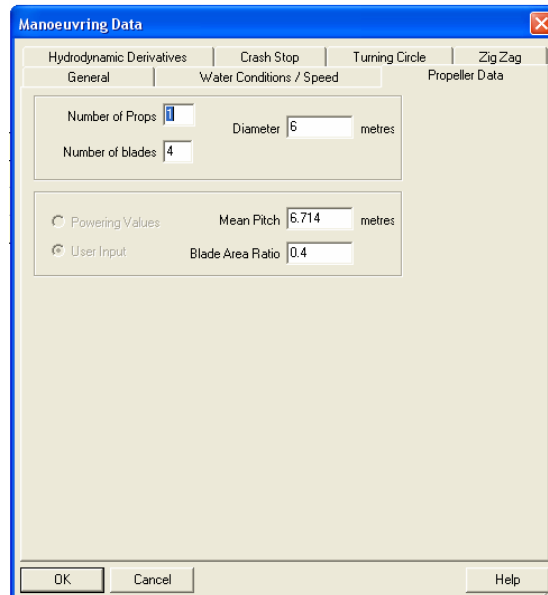 Manoeuvring Data
Hydrodynamic Derivatives Crash Stop Turning Circle Zig Zag
General Water Conditions / Speed Propeller Data
Number of Props 1 Diameter 6 metres
Number of blades 4
Powering Values Mean Pitch 6.714 metres
User Input Blade Area Ratio 0.4
OK Cancel Help